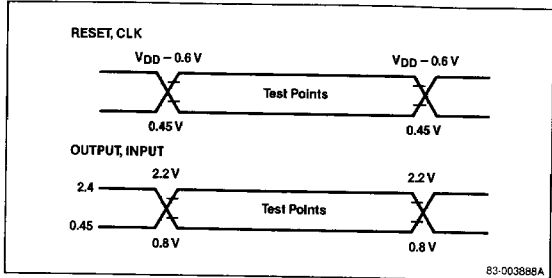 RESET, CLK
VDD – 0.6 V VDD – 0.6 V
Test Points
0.45 V 0.45 V
OUTPUT, INPUT
2.2 V 2.2 V
2.4
Test Points
0.45
0.8 V 0.8 V
83-003888A